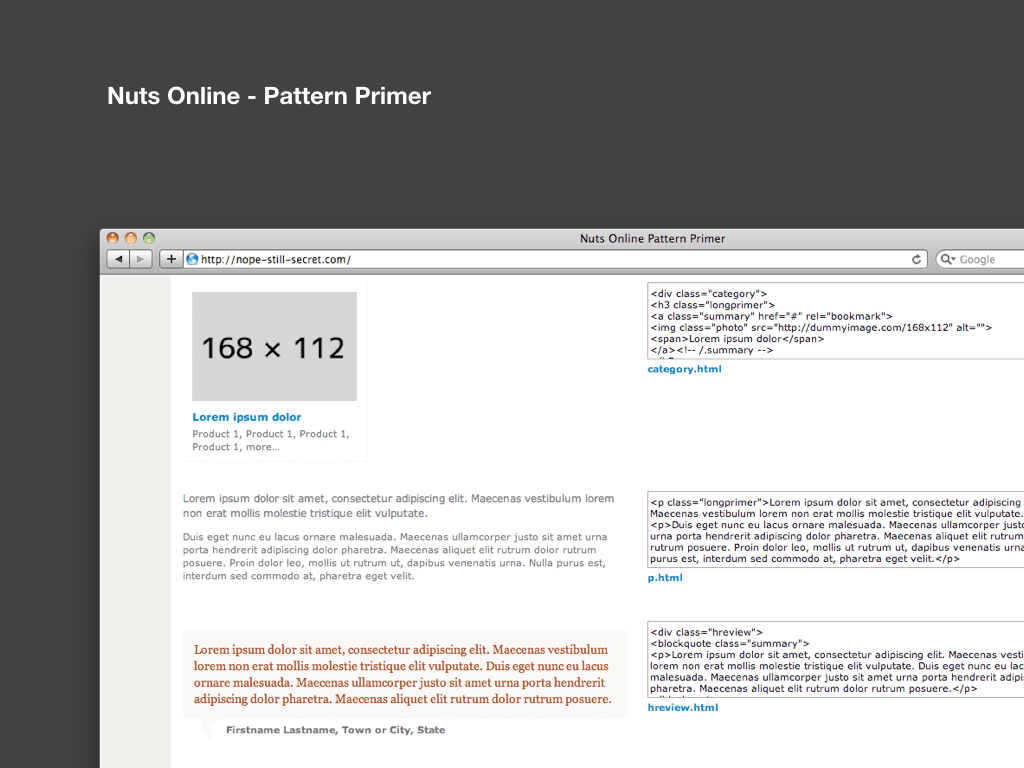 Nuts Online - Pattern Primer
Nuts Online Pattern Primer
http://nope-still-secret.com/
Google
168 × 112
Lorem ipsum dolor
Product 1, Product 1, Product 1,
Product 1, more...
<div class="category">
<h3 class="longprimer">
<a class="summary" href="#" rel="bookmark">
<img class="photo" src="http://dummyimage.com/168x112" alt="">
<span>Lorem ipsum dolor</span>
</a><!-- /.summary -->
category.html
Lorem ipsum dolor sit amet, consectetur adipiscing elit. Maecenas vestibulum lorem
non erat mollis molestie tristique elit vulputate.
Duis eget nunc eu lacus ornare malesuada. Maecenas ullamcorper justo sit amet urna
porta hendrerit adipiscing dolor pharetra. Maecenas aliquet elit rutrum dolor rutrum
posuere. Proin dolor leo, mollis ut rutrum ut, dapibus venenatis urna. Nulla purus est,
interdum sed commodo at, pharetra eget velit.
<p class="longprimer">Lorem ipsum dolor sit amet, consectetur adipiscing
Maecenas vestibulum lorem non erat mollis molestie tristique elit vulputate.
<p>Duis eget nunc eu lacus ornare malesuada. Maecenas ullamcorper justo
urna porta hendrerit adipiscing dolor pharetra. Maecenas aliquet elit rutrum
rutrum posuere. Proin dolor leo, mollis ut rutrum ut, dapibus venenatis urna.
purus est, interdum sed commodo at, pharetra eget velit.</p>
p.html
Lorem ipsum dolor sit amet, consectetur adipiscing elit. Maecenas vestibulum
lorem non erat mollis molestie tristique elit vulputate. Duis eget nunc eu lacus
ornare malesuada. Maecenas ullamcorper justo sit amet urna porta hendrerit
adipiscing dolor pharetra. Maecenas aliquet elit rutrum dolor rutrum posuere.
Firstname Lastname, Town or City, State
<div class="hreview">
<blockquote class="summary">
<p>Lorem ipsum dolor sit amet, consectetur adipiscing elit. Maecenas vesti
lorem non erat mollis molestie tristique elit vulputate. Duis eget nunc eu la
malesuada. Maecenas ullamcorper justo sit amet urna porta hendrerit adipis
pharetra. Maecenas aliquet elit rutrum dolor rutrum posuere.</p>
hreview.html